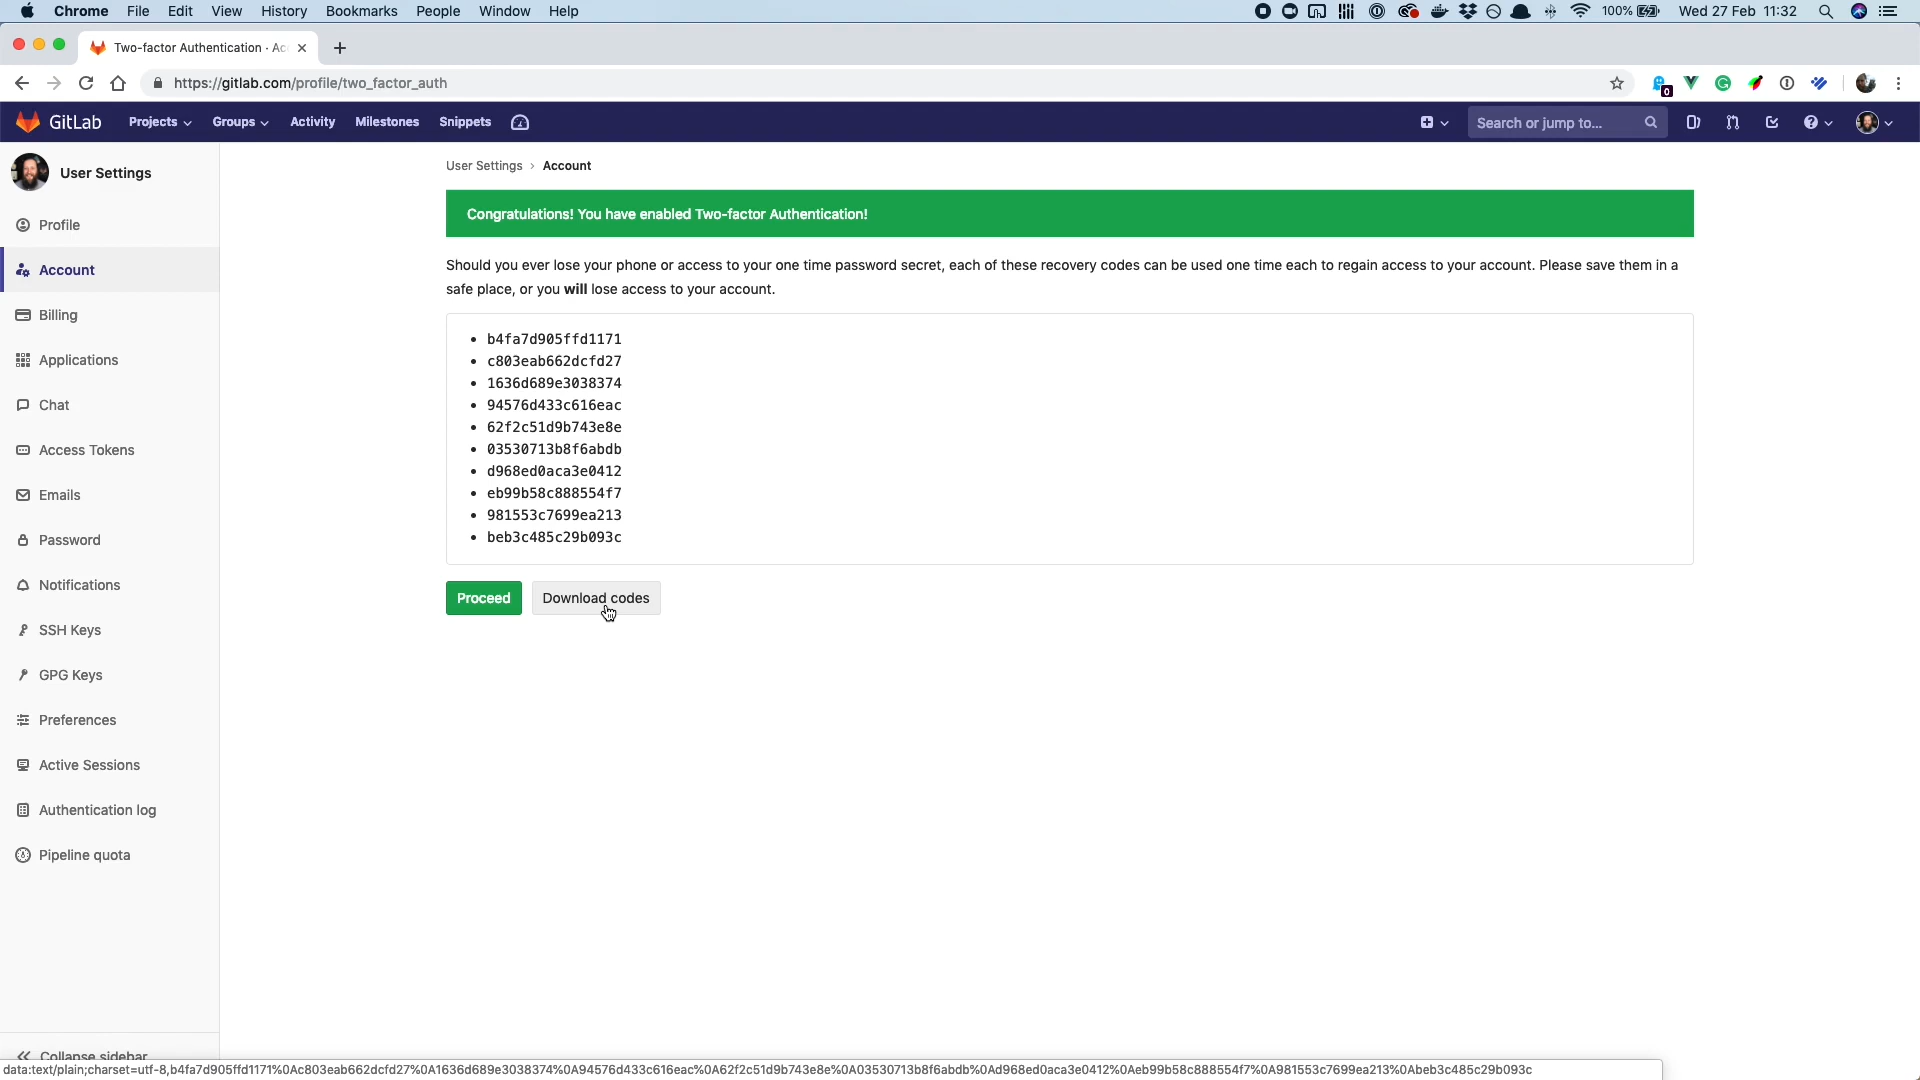 Chrome File Edit View History Bookmarks People Window Help 100% Wed 27 Feb 11:32
Two-factor Authentication · Ac
https://gitlab.com/profile/two_factor_auth 0
GitLab Projects Groups Activity Milestones Snippets Search or jump to...
User Settings
Profile
Account
Billing
Applications
Chat
Access Tokens
Emails
Password
Notifications
SSH Keys
GPG Keys
Preferences
Active Sessions
Authentication log
Pipeline quota
Collapse sidebar
User Settings › Account
Congratulations! You have enabled Two-factor Authentication!
Should you ever lose your phone or access to your one time password secret, each of these recovery codes can be used one time each to regain access to your account. Please save them in a
safe place, or you will lose access to your account.
• b4fa7d905ffd1171
• c803eab662dcfd27
• 1636d689e3038374
• 94576d433c616eac
• 62f2c51d9b743e8e
• 03530713b8f6abdb
• d968ed0aca3e0412
• eb99b58c888554f7
• 981553c7699ea213
• beb3c485c29b093c
Proceed Download codes
data:text/plain;charset=utf-8,b4fa7d905ffd1171%0Ac803eab662dcfd27%0A1636d689e3038374%0A94576d433c616eac%0A62f2c51d9b743e8e%0A03530713b8f6abdb%0Ad968ed0aca3e0412%0Aeb99b58c888554f7%0A981553c7699ea213%0Abeb3c485c29b093c